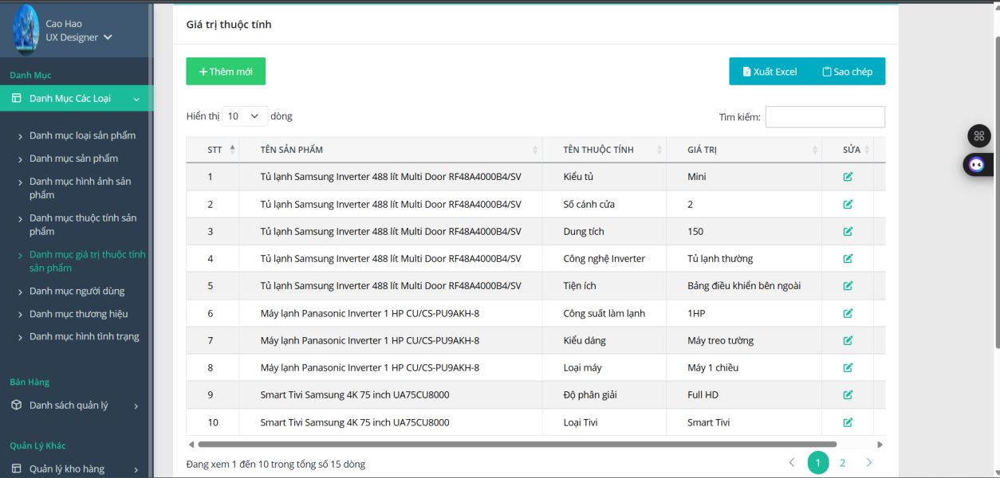 Cao Hao
UX Designer
Danh Mục
Danh Mục Các Loại
Danh mục loại sản phẩm
Danh mục sản phẩm
Danh mục hình ảnh sản
phẩm
Danh mục thuộc tính sản
phẩm
Danh mục giá trị thuộc tính
sản phẩm
Danh mục người dùng
Danh mục thương hiệu
Danh mục hình tình trạng
Bán Hàng
Danh sách quản lý
Quản Lý Khác
Quản lý kho hàng
Giá trị thuộc tính
Thêm mới
Xuất Excel Sao chép
Hiển thị 10 dòng
Tìm kiếm:
STT TÊN SẢN PHẨM TÊN THUỘC TÍNH GIÁ TRỊ SỬA
1 Tủ lạnh Samsung Inverter 488 lít Multi Door RF48A4000B4/SV Kiểu tủ Mini
2 Tủ lạnh Samsung Inverter 488 lít Multi Door RF48A4000B4/SV Số cánh cửa 2
3 Tủ lạnh Samsung Inverter 488 lít Multi Door RF48A4000B4/SV Dung tích 150
4 Tủ lạnh Samsung Inverter 488 lít Multi Door RF48A4000B4/SV Công nghệ Inverter Tủ lạnh thường
5 Tủ lạnh Samsung Inverter 488 lít Multi Door RF48A4000B4/SV Tiện ích Bảng điều khiển bên ngoài
6 Máy lạnh Panasonic Inverter 1 HP CU/CS-PU9AKH-8 Công suất làm lạnh 1HP
7 Máy lạnh Panasonic Inverter 1 HP CU/CS-PU9AKH-8 Kiểu dáng Máy treo tường
8 Máy lạnh Panasonic Inverter 1 HP CU/CS-PU9AKH-8 Loại máy Máy 1 chiều
9 Smart Tivi Samsung 4K 75 inch UA75CU8000 Độ phân giải Full HD
10 Smart Tivi Samsung 4K 75 inch UA75CU8000 Loại Tivi Smart Tivi
Đang xem 1 đến 10 trong tổng số 15 dòng
1 2